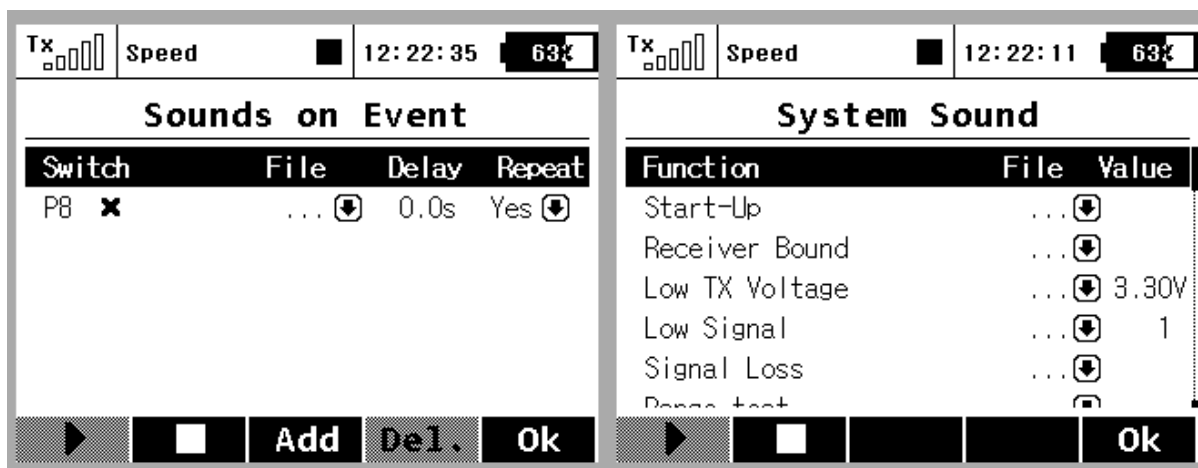 Tx Speed 12:22:35 63%
Sounds on Event
Switch File Delay Repeat
P8 ... 0.0s Yes
Add Del. Ok
Tx Speed 12:22:11 63%
System Sound
Function File Value
Start-Up ...
Receiver Bound ...
Low TX Voltage ... 3.30V
Low Signal ... 1
Signal Loss ...
Range test
Ok